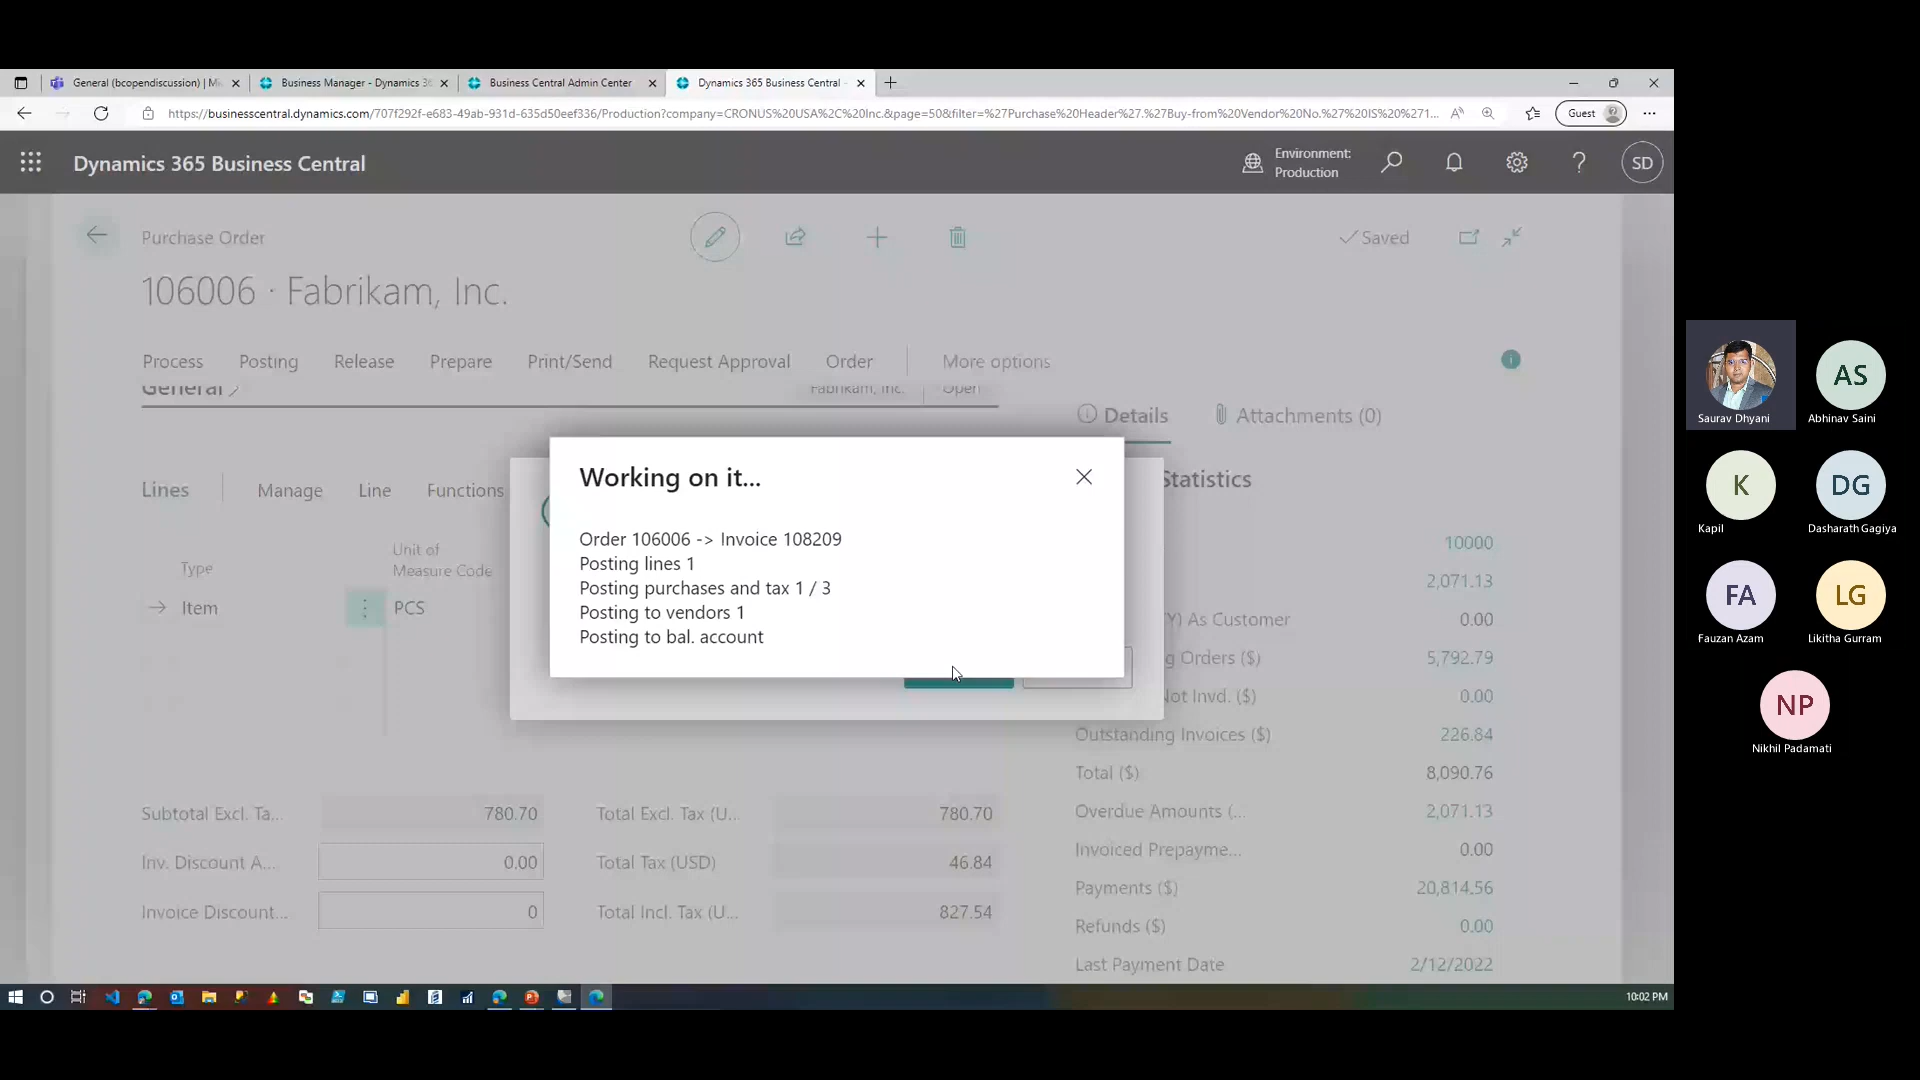 General (bcopendiscussion) | Mi
Business Manager - Dynamics 36
Business Central Admin Center
Dynamics 365 Business Central -
https://businesscentral.dynamics.com/707f292f-e683-49ab-931d-635d50eef336/Production?company=CRONUS%20USA%2C%20Inc.&page=50&filter=%27Purchase%20Header%27.%27Buy-from%20Vendor%20No.%27%20IS%20%271...
Guest
Dynamics 365 Business Central
Environment:
Production
SD
Purchase Order
Saved
106006 · Fabrikam, Inc.
Process Posting Release Prepare Print/Send Request Approval Order More options
General
Fabrikam, Inc. Open
Details Attachments (0)
Working on it...
Order 106006 -> Invoice 108209
Posting lines 1
Posting purchases and tax 1 / 3
Posting to vendors 1
Posting to bal. account
Lines Manage Line Functions
Type
Unit of
Measure Code
Item PCS
Statistics
10000
2,071.13
Y) As Customer 0.00
g Orders ($) 5,792.79
Not Invd. ($) 0.00
Outstanding Invoices ($) 226.84
Total ($) 8,090.76
Overdue Amounts (... 2,071.13
Invoiced Prepayme... 0.00
Payments ($) 20,814.56
Refunds ($) 0.00
Last Payment Date 2/12/2022
Subtotal Excl. Ta... 780.70 Total Excl. Tax (U... 780.70
Inv. Discount A... 0.00 Total Tax (USD) 46.84
Invoice Discount... 0 Total Incl. Tax (U... 827.54
10:02 PM
Saurav Dhyani
AS
Abhinav Saini
K
Kapil
DG
Dasharath Gagiya
FA
Fauzan Azam
LG
Likitha Gurram
NP
Nikhil Padamati